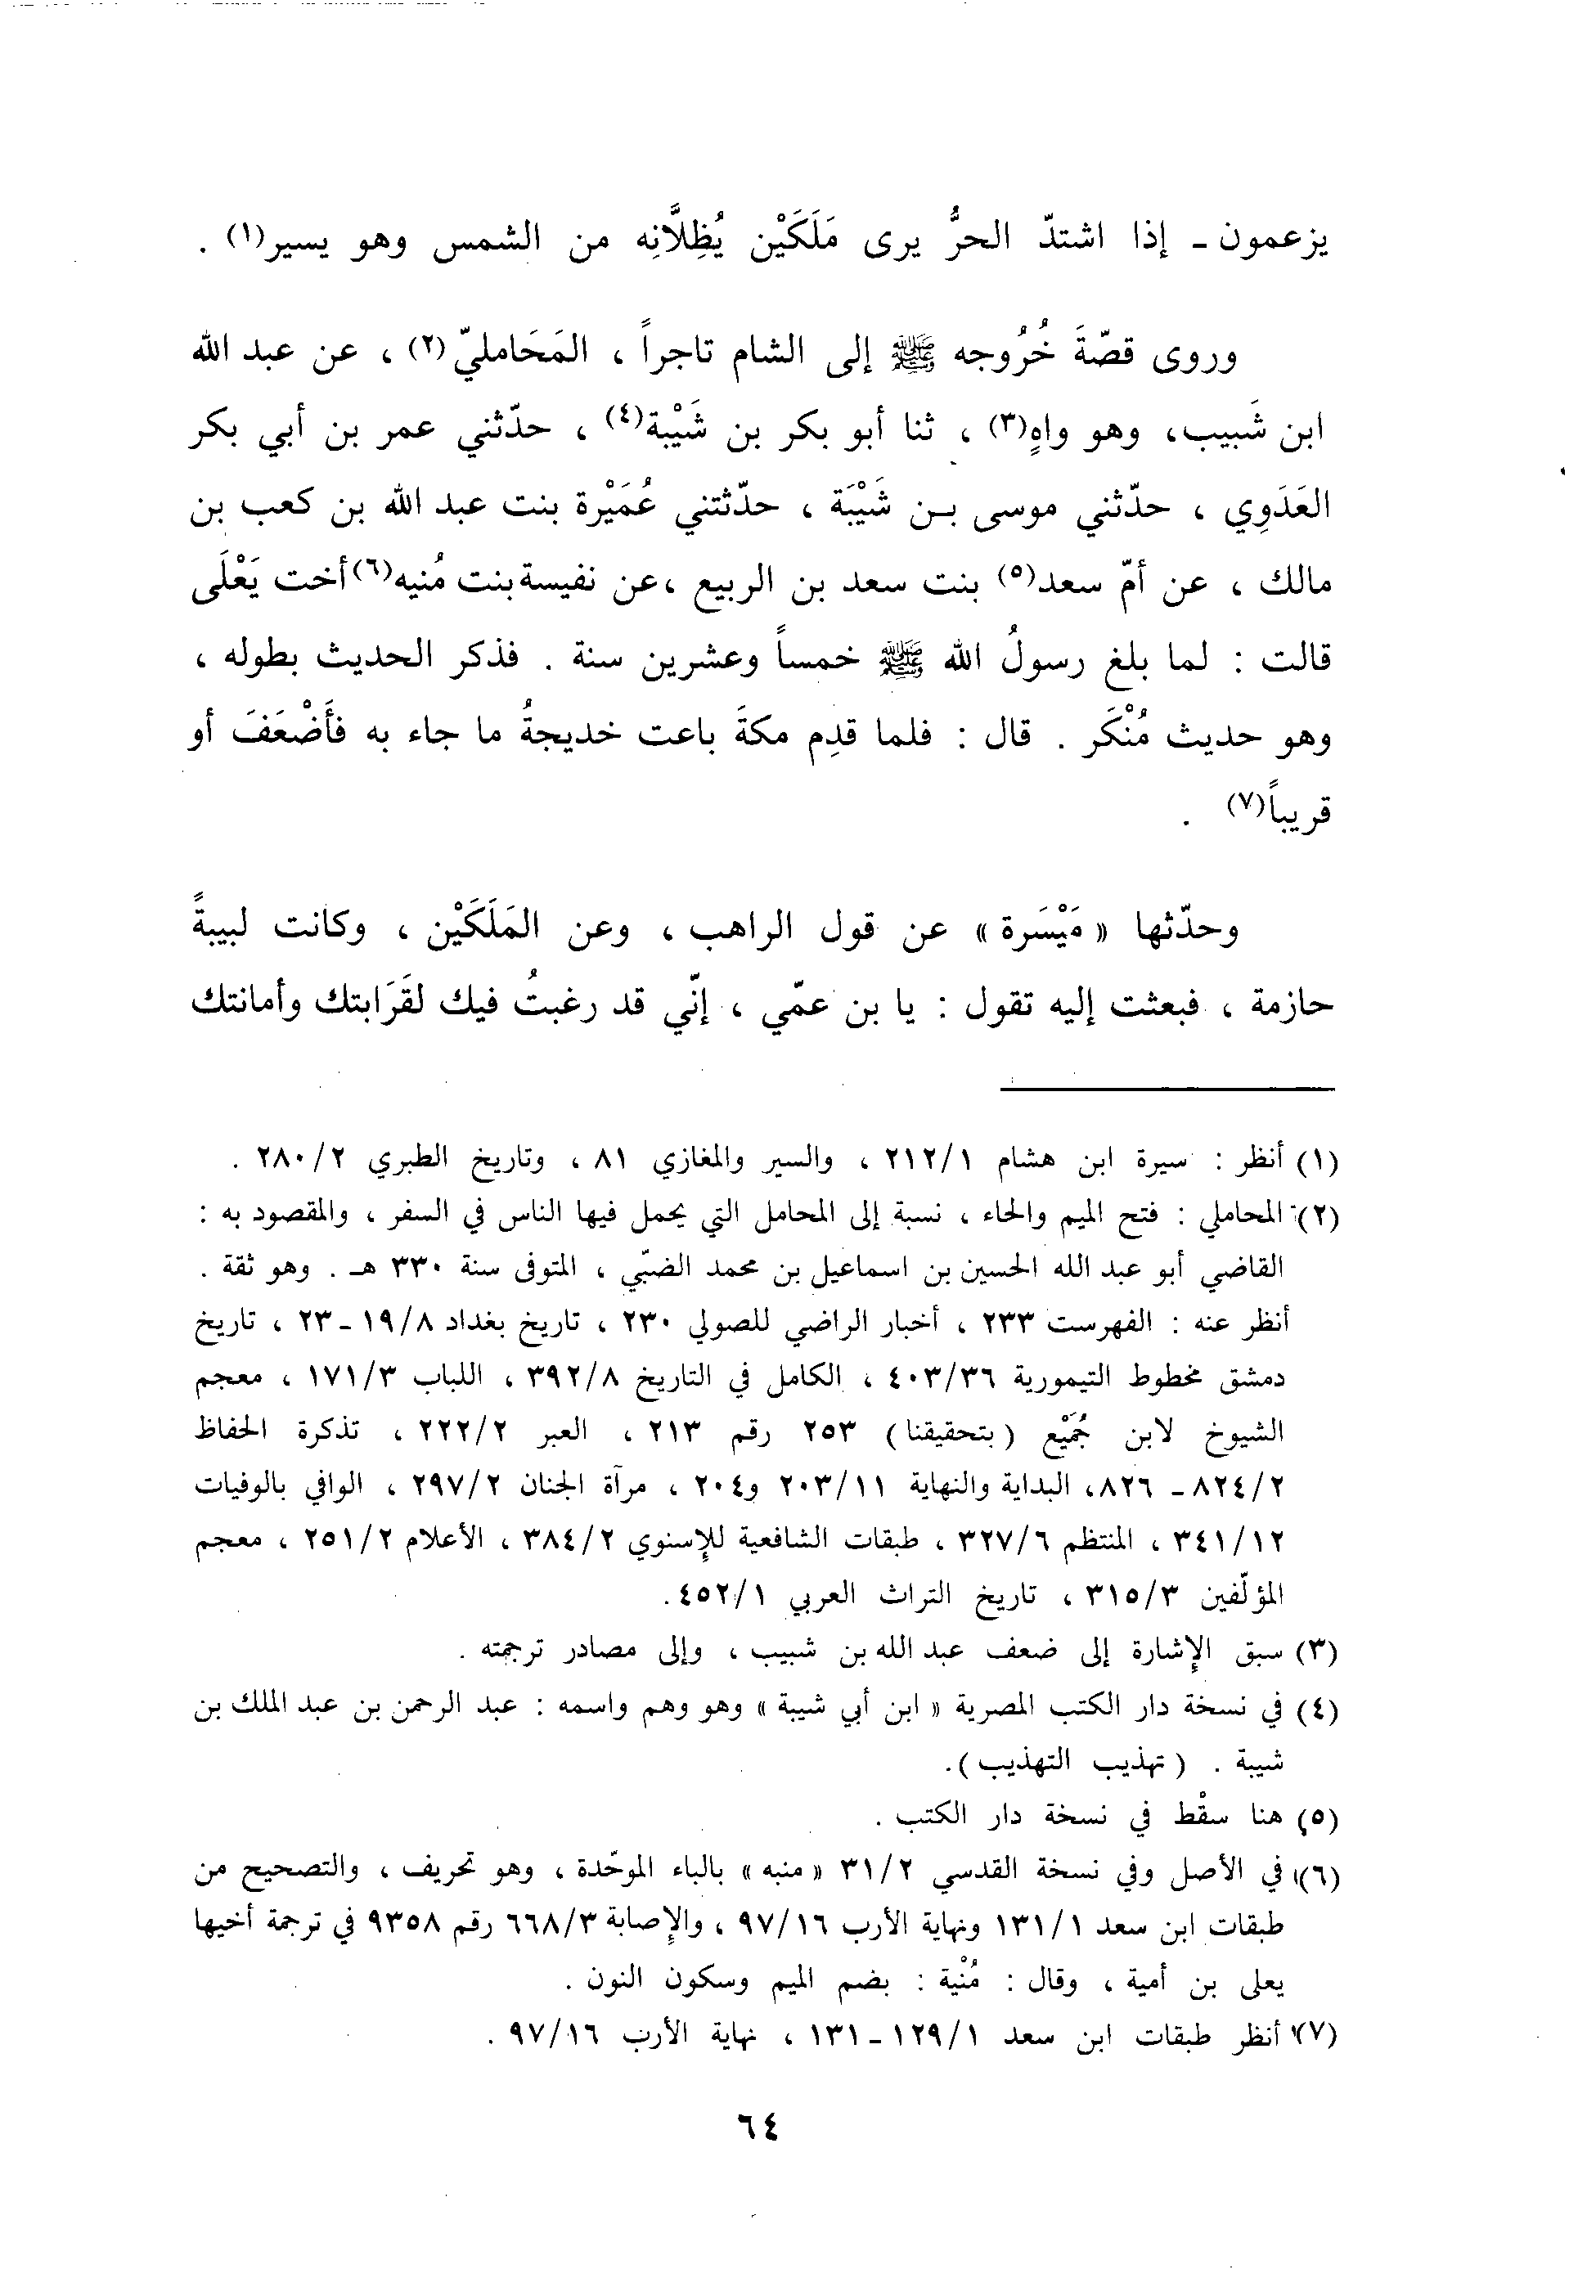 يزعمون ـ إذا اشتدّ الحرُّ يرى مَلَكَيْن يُظِلَّانِه من الشمس وهو يسير(١) .
وروى قصّةَ خُرُوجه ﷺ إلى الشام تاجراً ، المَحَامليّ(٢) ، عن عبد الله
ابن شَبيب، وهو واهٍ(٣) ، ثنا أبو بكر بن شَيْبة(٤) ، حدّثني عمر بن أبي بكر
العَدَوِي ، حدّثني موسى بن شَيْبَة ، حدّثتني عُمَيْرة بنت عبد الله بن كعب بن
مالك ، عن أمّ سعد(٥) بنت سعد بن الربيع ،عن نفيسة بنت مُنيه(٦) أخت يَعْلَى
قالت : لما بلغ رسولُ الله ﷺ خمساً وعشرين سنة . فذكر الحديث بطوله ،
وهو حديث مُنْكَر . قال : فلما قدِم مكةَ باعت خديجةُ ما جاء به فأَضْعَفَ أو
قريباً(٧) .
وحدّثها « مَيْسَرة » عن قول الراهب ، وعن المَلَكَيْن ، وكانت لبيبةً
حازمة ، فبعثت إليه تقول : يا بن عمّي ، إنّي قد رغبتُ فيك لقَرَابتك وأمانتك
(١) أنظر : سيرة ابن هشام ٢١٢/١ ، والسير والمغازي ٨١ ، وتاريخ الطبري ٢٨٠/٢ .
(٢) المحاملي : فتح الميم والحاء ، نسبة إلى المحامل التي يحمل فيها الناس في السفر ، والمقصود به :
القاضي أبو عبد الله الحسين بن اسماعيل بن محمد الضبّي ، المتوفى سنة ٣٣٠ هـ . وهو ثقة .
أنظر عنه : الفهرست ٢٣٣ ، أخبار الراضي للصولي ٢٣٠ ، تاريخ بغداد ١٩/٨ ـ ٢٣ ، تاريخ
دمشق مخطوط التيمورية ٤٠٣/٣٦ ، الكامل في التاريخ ٣٩٢/٨ ، اللباب ١٧١/٣ ، معجم
الشيوخ لابن جُمَيْع (بتحقيقنا) ٢٥٣ رقم ٢١٣ ، العبر ٢٢٢/٢ ، تذكرة الحفاظ
٨٢٤/٢ ـ ٨٢٦، البداية والنهاية ٢٠٣/١١ و٢٠٤ ، مرآة الجنان ٢٩٧/٢ ، الوافي بالوفيات
٣٤١/١٢ ، المنتظم ٣٢٧/٦ ، طبقات الشافعية للإسنوي ٣٨٤/٢ ، الأعلام ٢٥١/٢ ، معجم
المؤلّفين ٣١٥/٣ ، تاريخ التراث العربي ٤٥٢/١ .
(٣) سبق الإشارة إلى ضعف عبد الله بن شبيب ، وإلى مصادر ترجمته .
(٤) في نسخة دار الكتب المصرية « ابن أبي شيبة » وهو وهم واسمه : عبد الرحمن بن عبد الملك بن
شيبة . (تهذيب التهذيب) .
(٥) هنا سقْط في نسخة دار الكتب .
(٦) في الأصل وفي نسخة القدسي ٣١/٢ « منبه » بالباء الموحّدة ، وهو تحريف ، والتصحيح من
طبقات ابن سعد ١٣١/١ ونهاية الأرب ٩٧/١٦ ، والإصابة ٦٦٨/٣ رقم ٩٣٥٨ في ترجمة أخيها
يعلى بن أمية ، وقال : مُنْية : بضم الميم وسكون النون .
(٧) أنظر طبقات ابن سعد ١٢٩/١ ـ ١٣١ ، نهاية الأرب ٩٧/١٦ .
٦٤